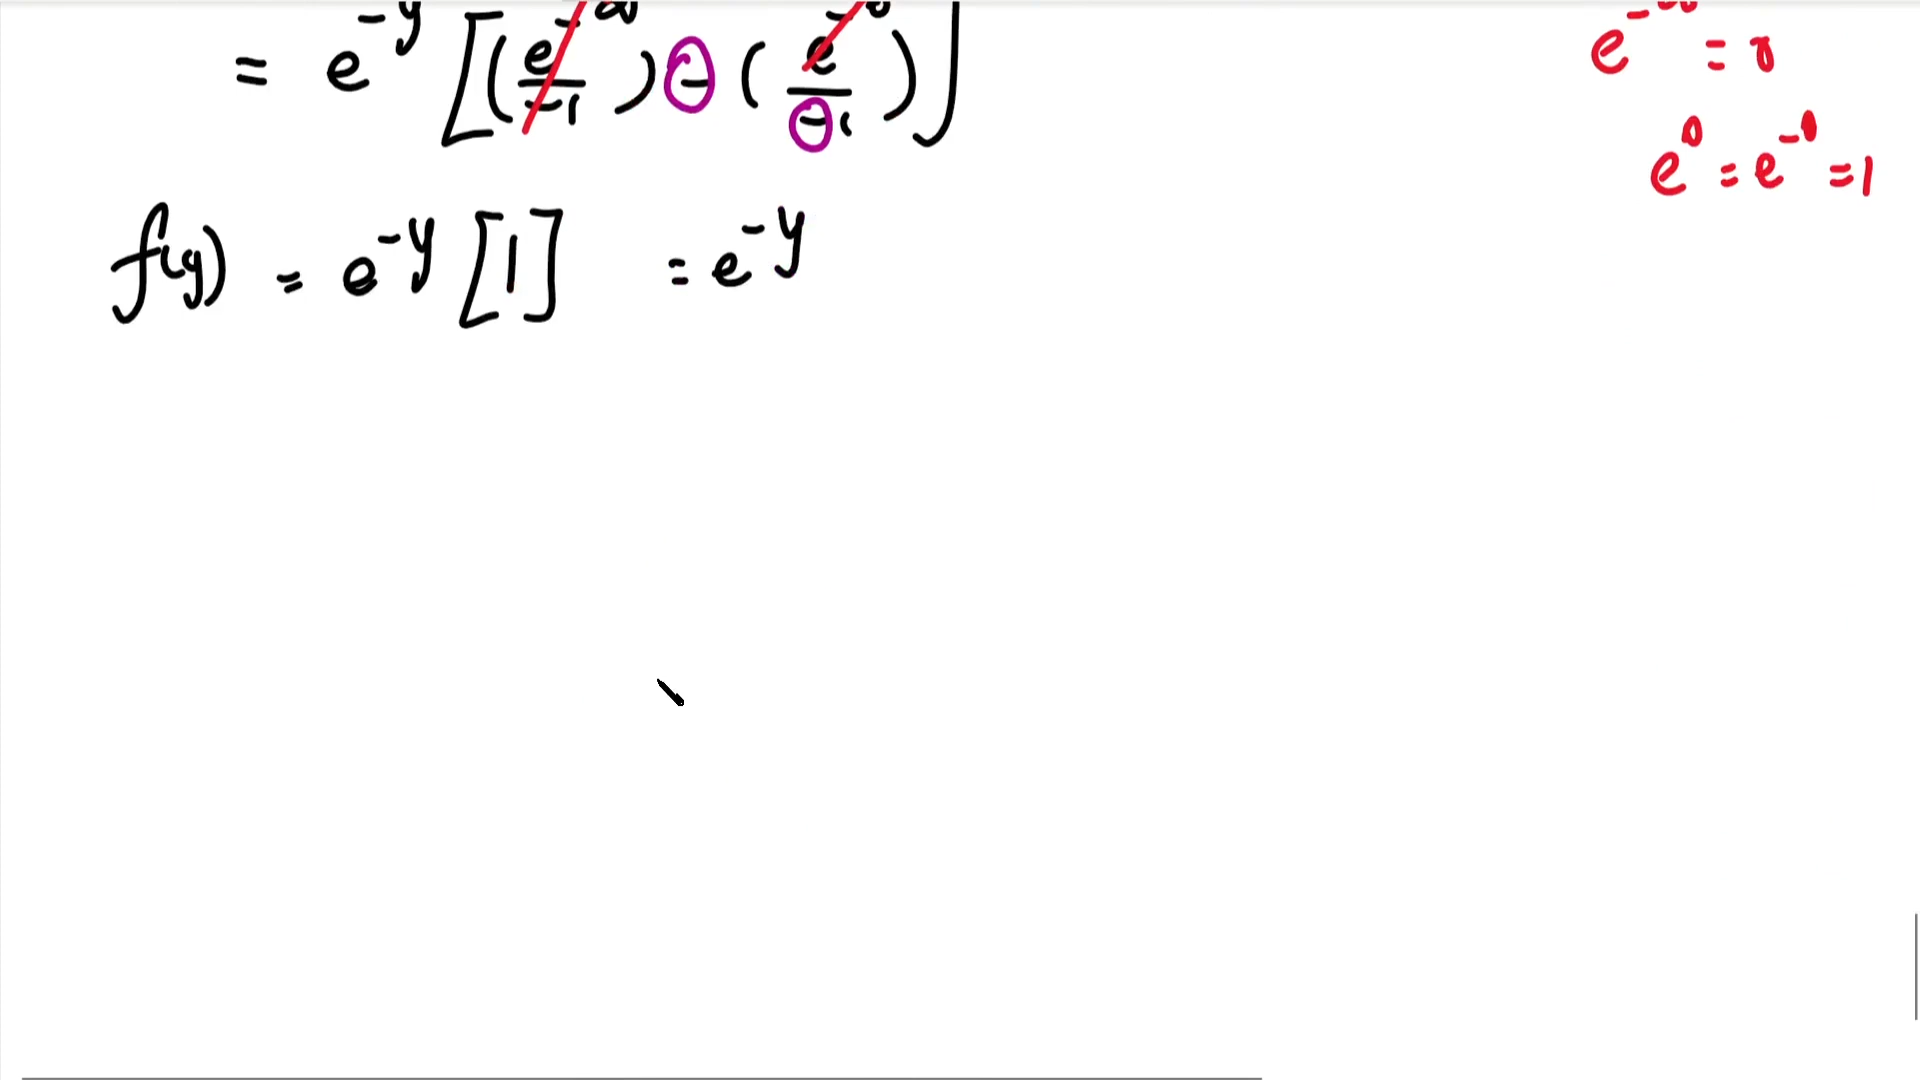 = e^{-y} [(e^{-∞}/-1) - (e^{-0}/-1)]
e^{-∞} = 0
e^0 = e^{-0} = 1
f(y) = e^{-y} [1] = e^{-y}